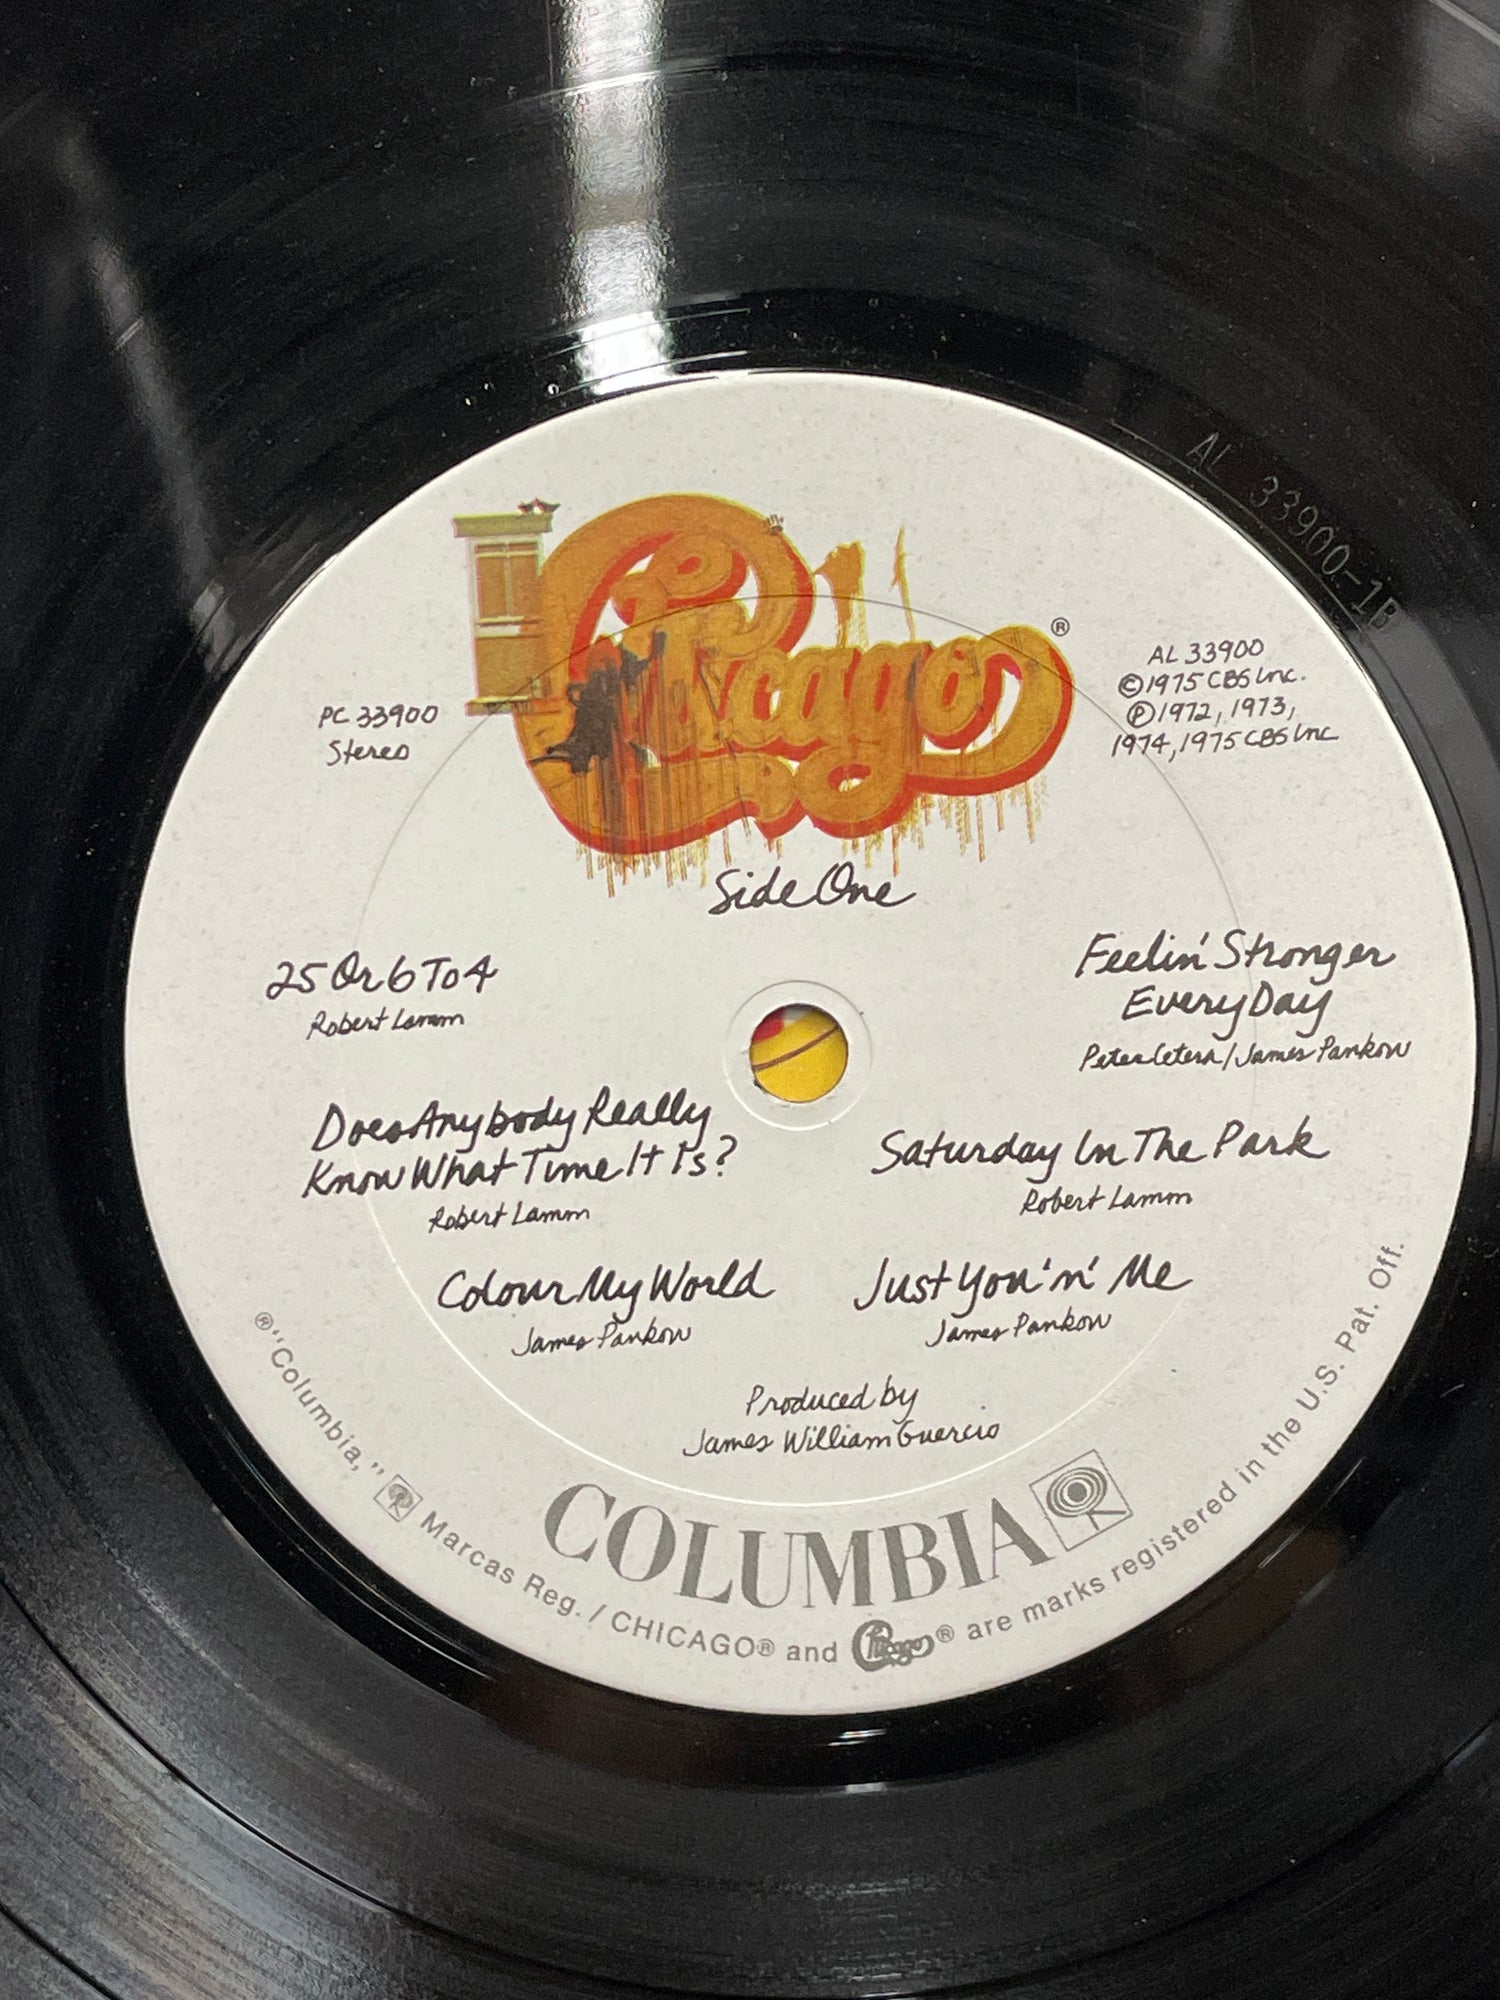 AL 33900-1B
Chicago ®
PC 33900
Stereo
AL 33900
©1975 CBS Inc.
℗1972, 1973,
1974, 1975 CBS Inc
Side One
25 Or 6 To 4
Robert Lamm
Does Anybody Really
Know What Time It Is?
Robert Lamm
Colour My World
James Pankow
Feelin' Stronger
Every Day
Peter Cetera/James Pankow
Saturday In The Park
Robert Lamm
Just You 'n' Me
James Pankow
Produced by
James William Guercio
COLUMBIA
®"Columbia," Marcas Reg. / CHICAGO® and Chicago® are marks registered in the U.S. Pat. Off.